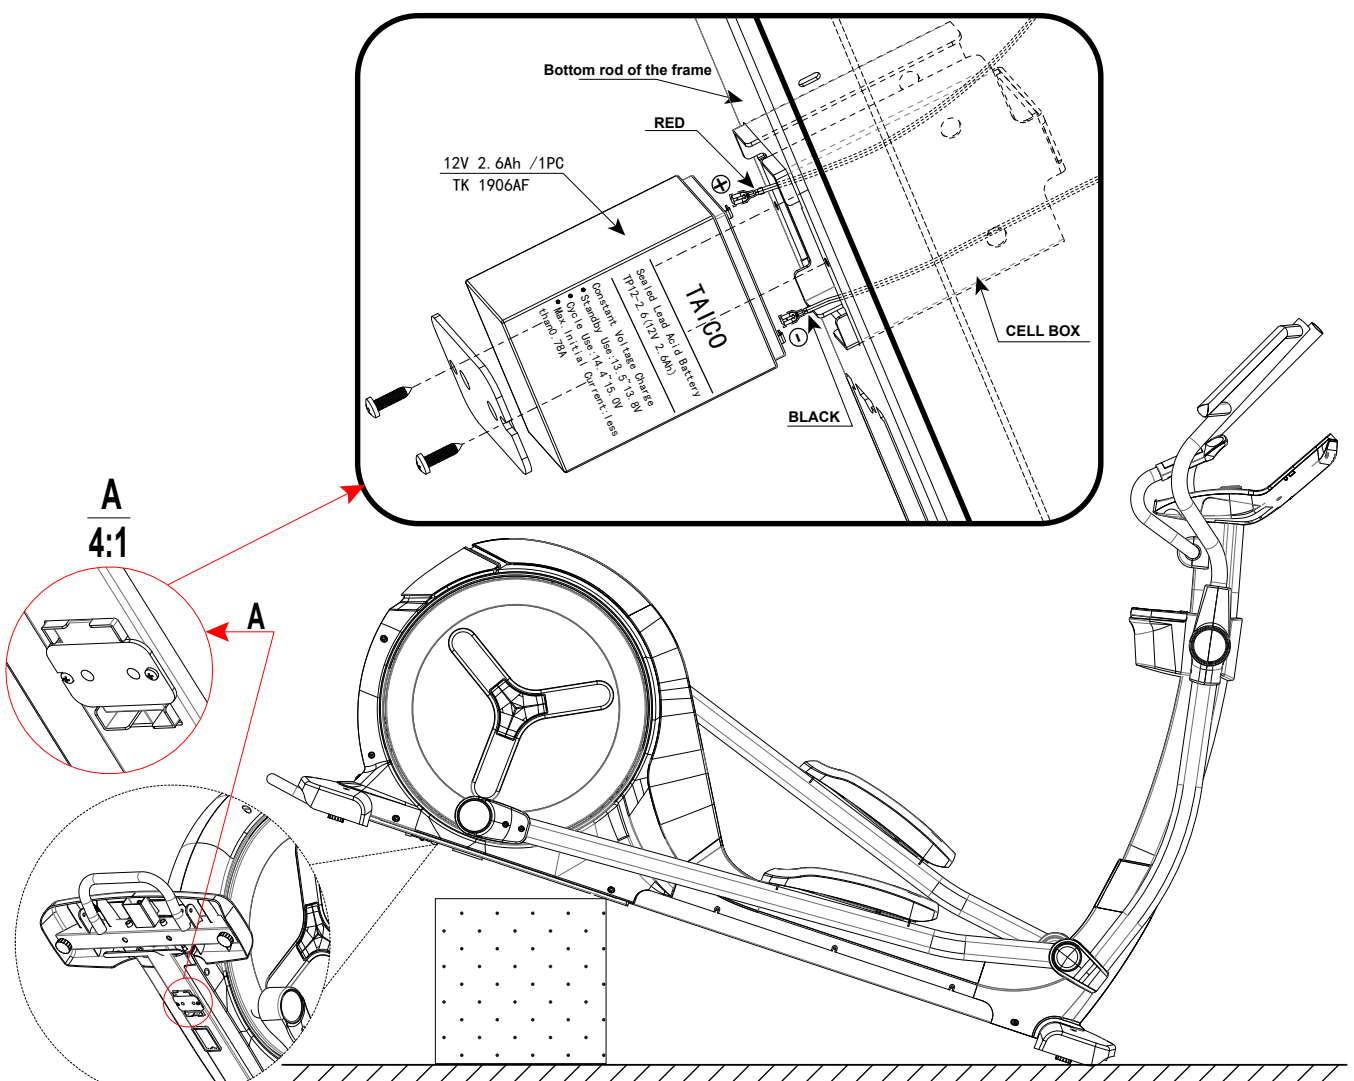 Bottom rod of the frame
RED
12V 2.6Ah /1PC
TK 1906AF
+
TAICO
Sealed Lead Acid Battery
TP12-2.6(12V 2.6Ah)
Constant Voltage Charge
•Standby Use:13.5~13.8V
•Cycle Use:14.4~15.0V
•Max.Initial Current:less
than0.78A
-
CELL BOX
BLACK
A
4:1
A